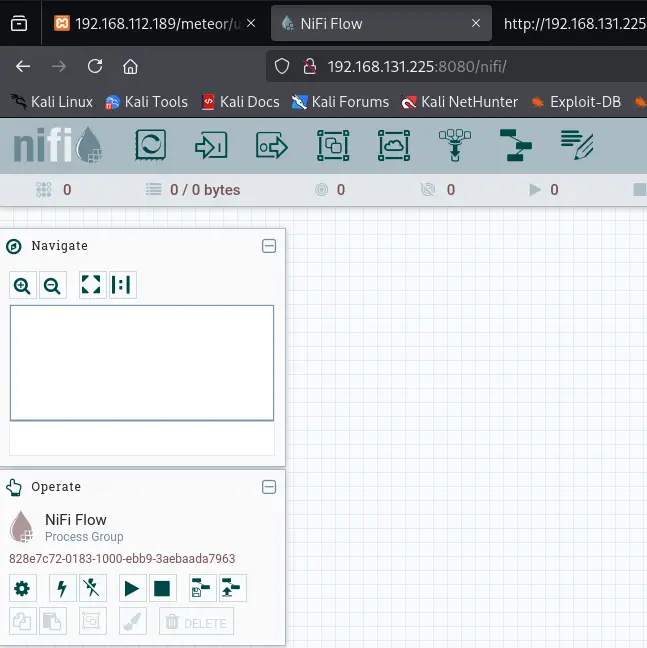 192.168.112.189/meteor/u
NiFi Flow
http://192.168.131.225
192.168.131.225:8080/nifi/
Kali Linux
Kali Tools
Kali Docs
Kali Forums
Kali NetHunter
Exploit-DB
nifi
0
0 / 0 bytes
0
0
0
Navigate
Operate
NiFi Flow
Process Group
828e7c72-0183-1000-ebb9-3aebaada7963
DELETE